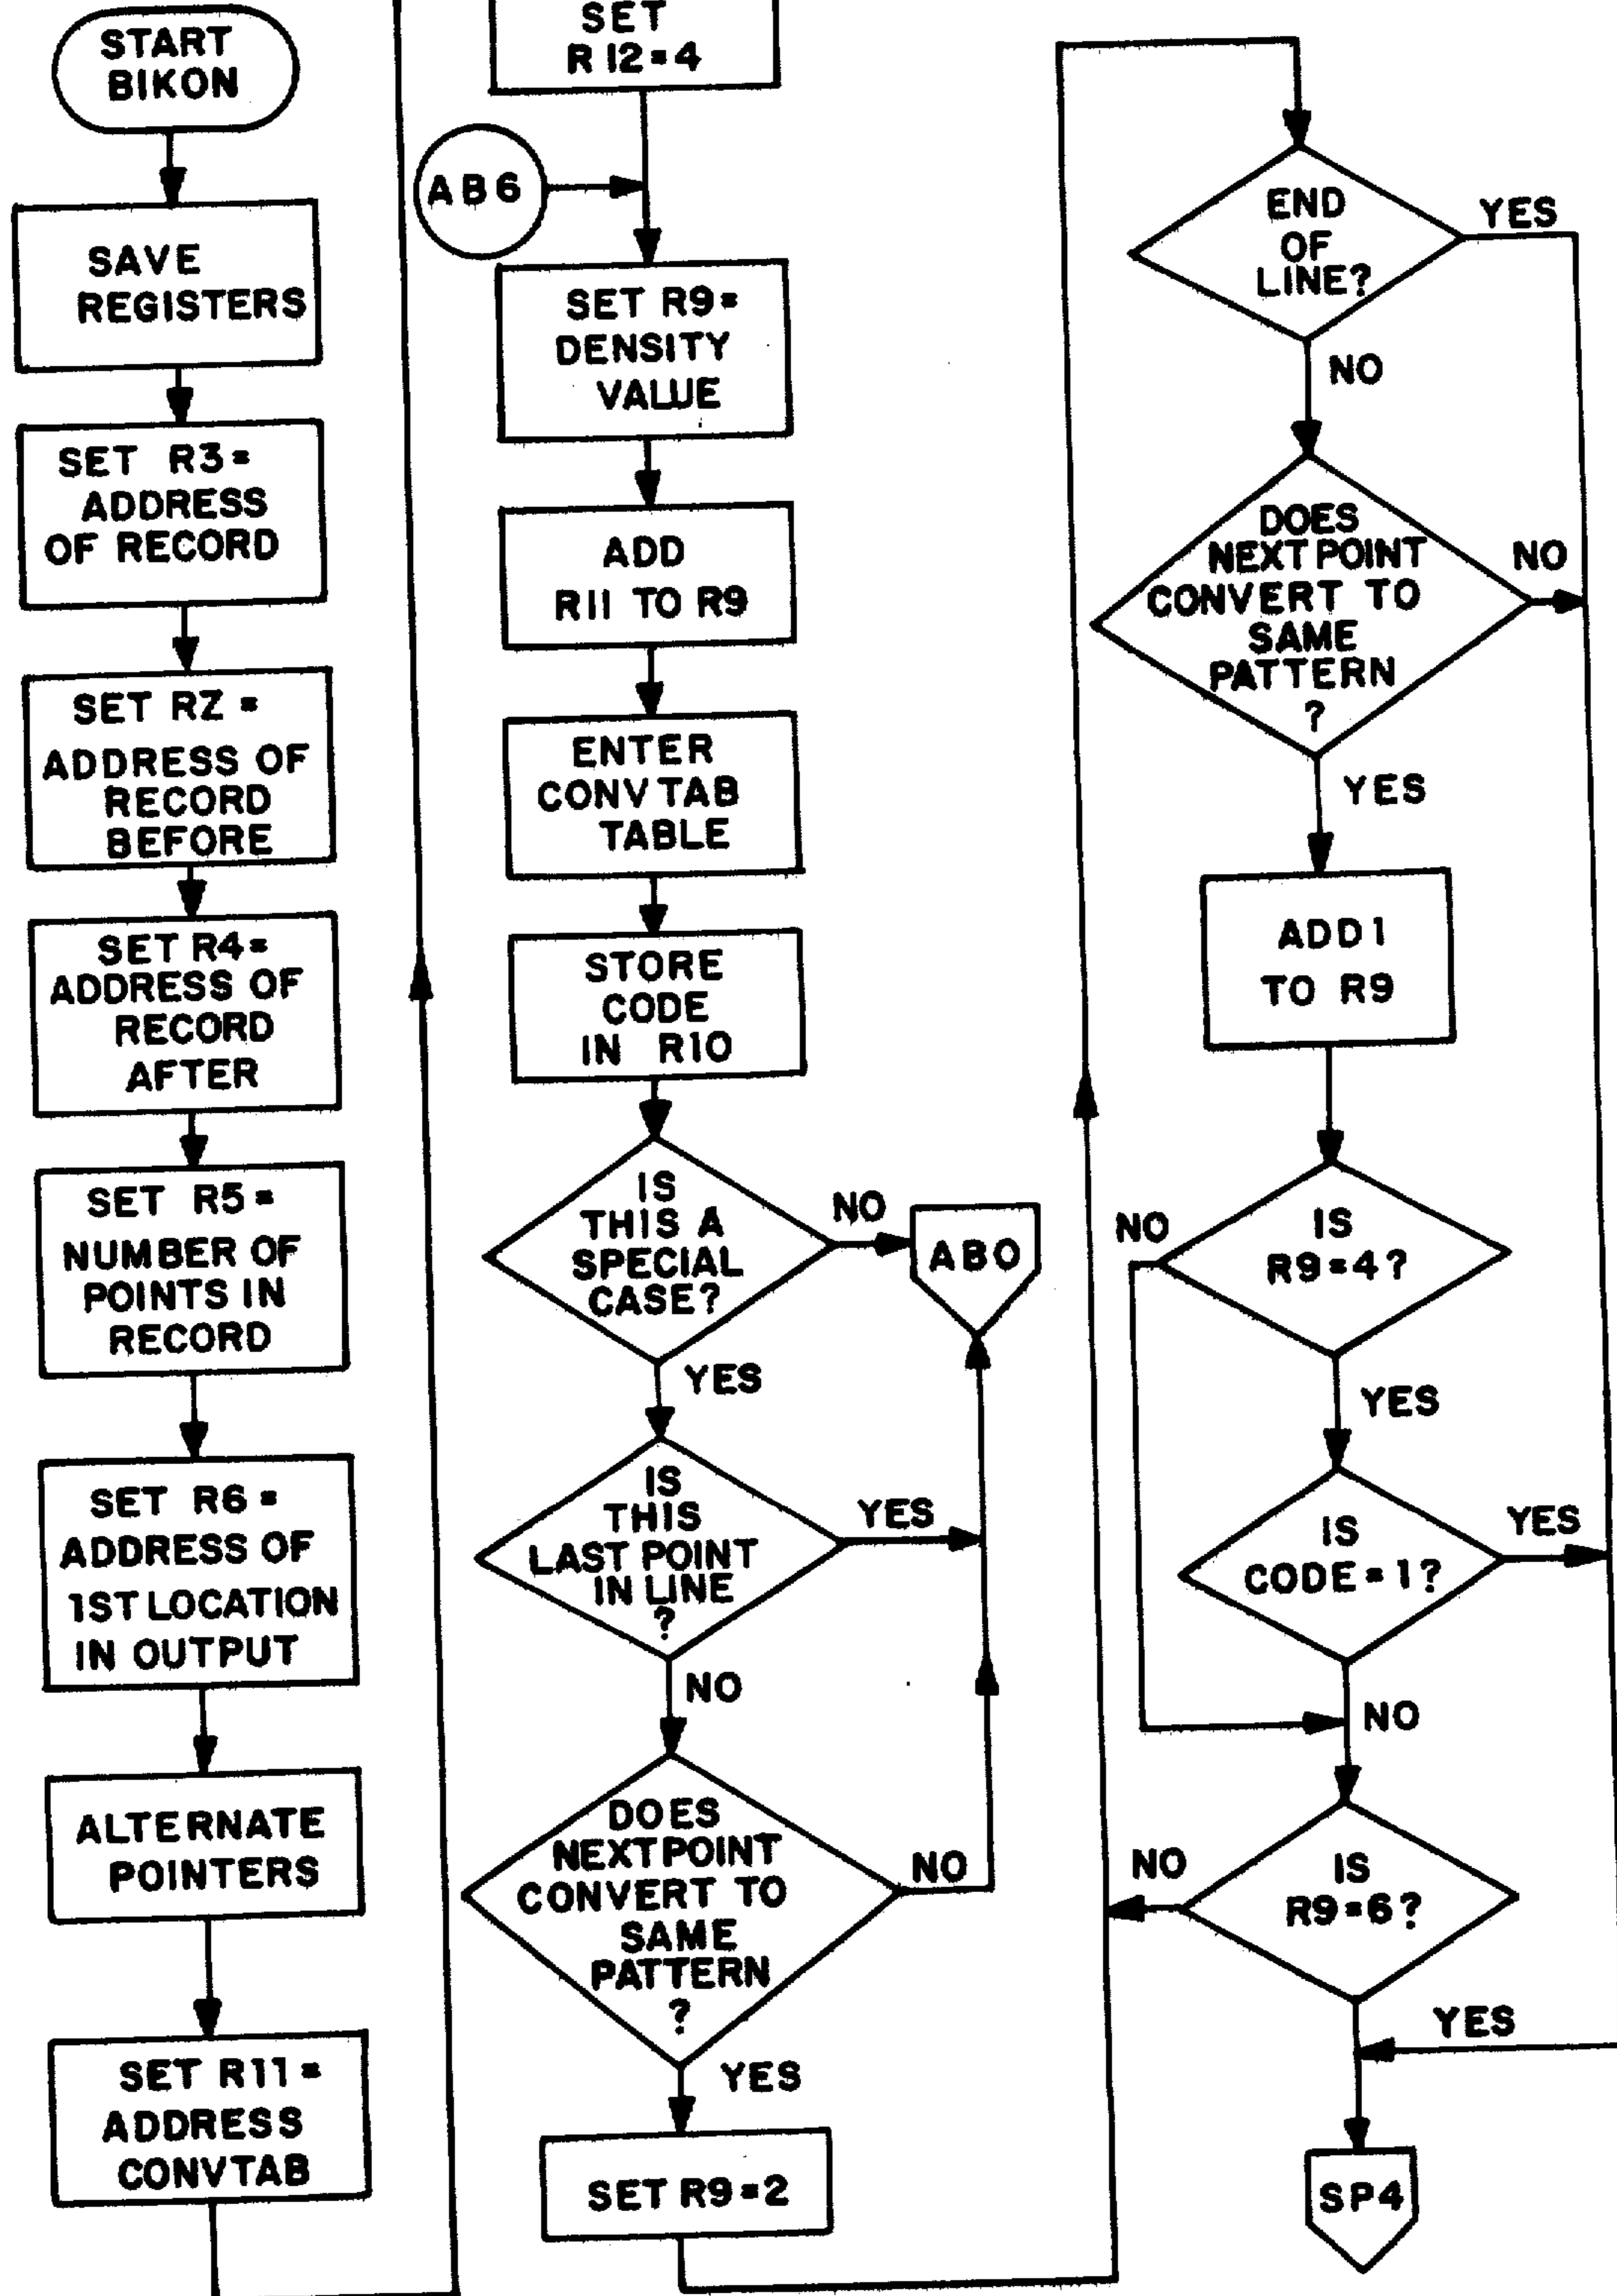 START
BIKON
SAVE
REGISTERS
SET R3=
ADDRESS
OF RECORD
SET RZ =
ADDRESS OF
RECORD
BEFORE
SET R4=
ADDRESS OF
RECORD
AFTER
SET R5=
NUMBER OF
POINTS IN
RECORD
SET R6=
ADDRESS OF
1ST LOCATION
IN OUTPUT
ALTERNATE
POINTERS
SET R11=
ADDRESS
CONVTAB
SET
R12=4
AB6
SET R9=
DENSITY
VALUE
ADD
R11 TO R9
ENTER
CONVTAB
TABLE
STORE
CODE
IN R10
IS
THIS A
SPECIAL
CASE?
NO
AB0
YES
IS
THIS
LAST POINT
IN LINE
?
YES
NO
DOES
NEXT POINT
CONVERT TO
SAME
PATTERN
?
NO
YES
SET R9=2
END
OF
LINE?
YES
NO
DOES
NEXT POINT
CONVERT TO
SAME
PATTERN
?
NO
YES
ADD 1
TO R9
IS
R9=4?
NO
YES
IS
CODE=1?
YES
NO
IS
R9=6?
NO
YES
SP4